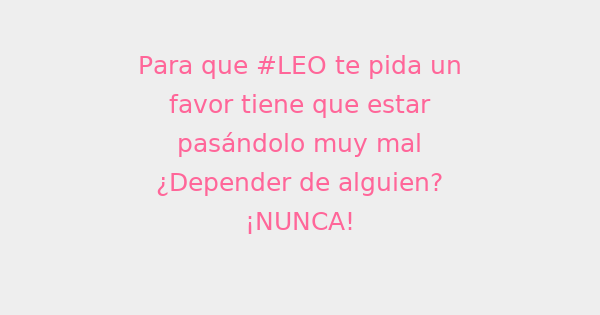 Para que #LEO te pida un
favor tiene que estar
pasándolo muy mal
¿Depender de alguien?
¡NUNCA!